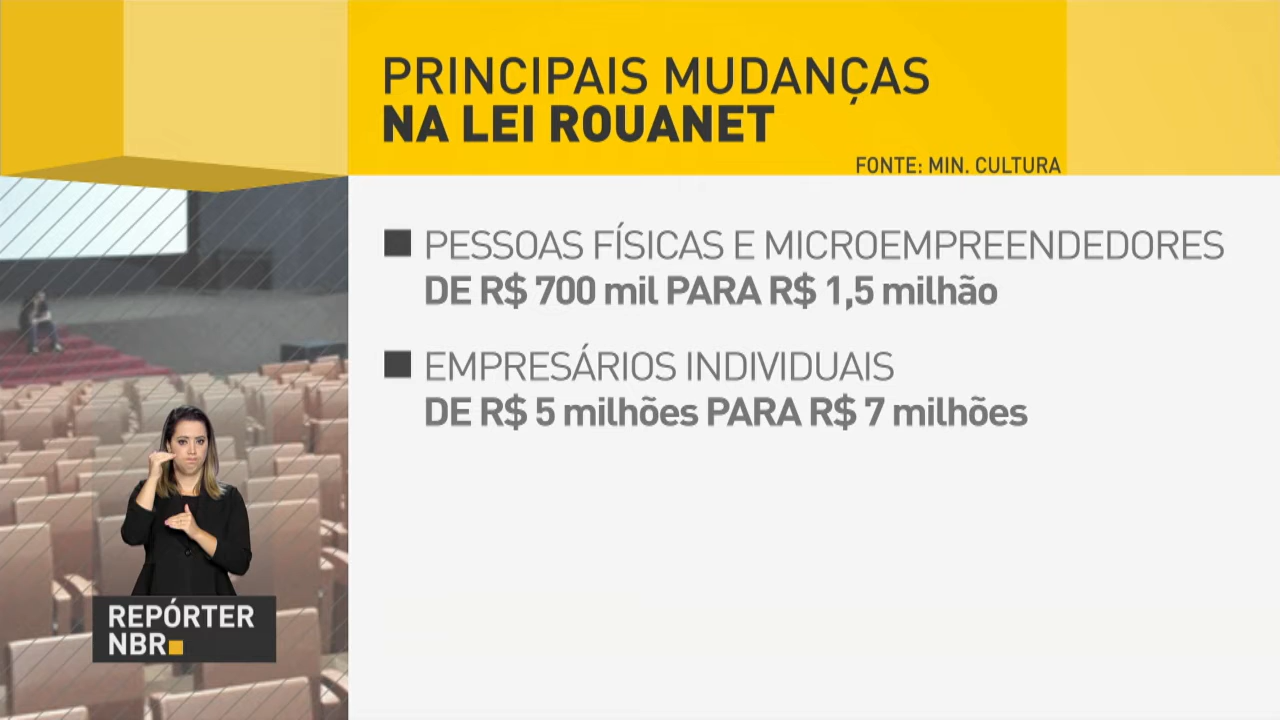 PRINCIPAIS MUDANÇAS
NA LEI ROUANET
FONTE: MIN. CULTURA
PESSOAS FÍSICAS E MICROEMPREENDEDORES
DE R$ 700 mil PARA R$ 1,5 milhão
EMPRESÁRIOS INDIVIDUAIS
DE R$ 5 milhões PARA R$ 7 milhões
REPÓRTER
NBR